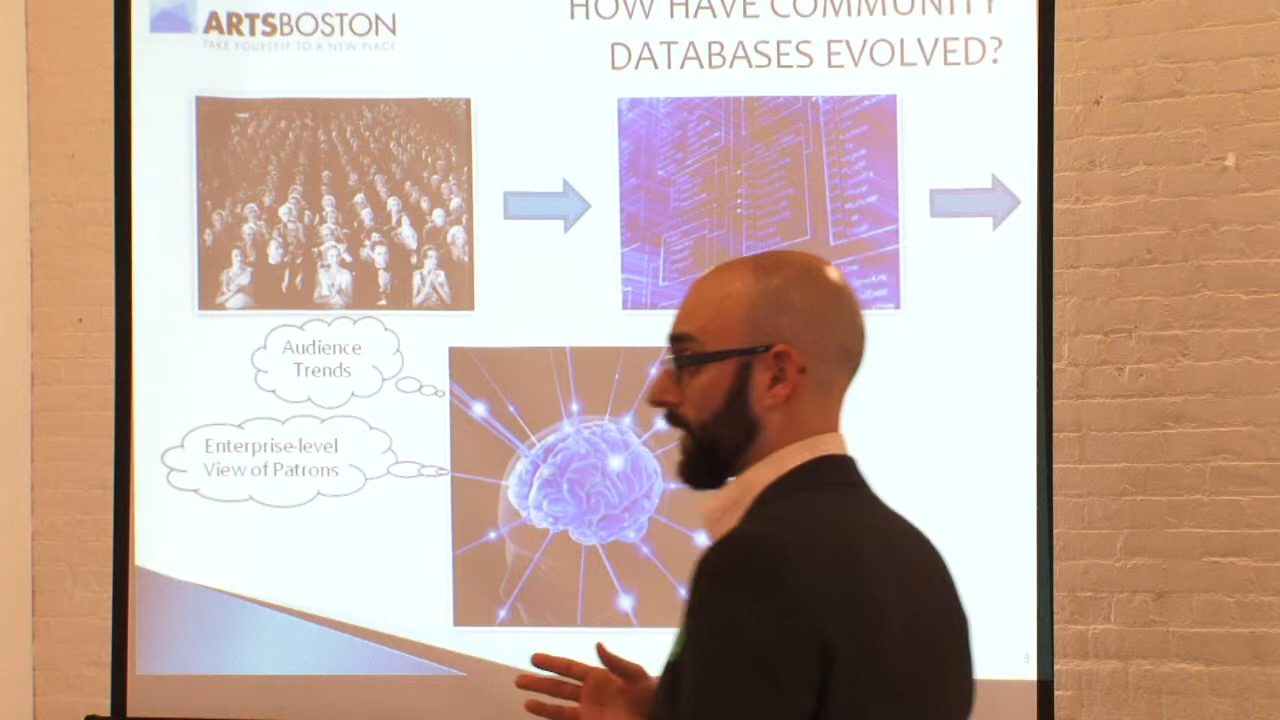 ARTSBOSTON
TAKE YOURSELF TO A NEW PLACE
HOW HAVE COMMUNITY
DATABASES EVOLVED?
Audience
Trends
Enterprise-level
View of Patrons